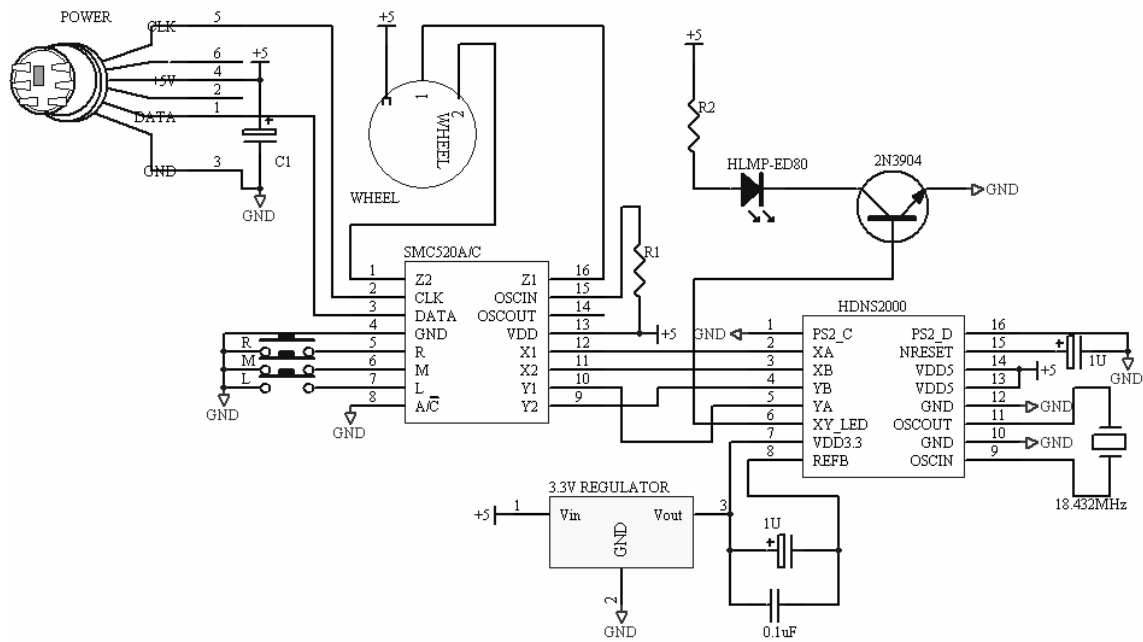 POWER
CLK 5
6
+5V 4
2
DATA 1
GND 3
+5
+
C1
GND
+5
1
2
WHEEL
WHEEL
+5
R2
HLMP-ED80
2N3904
GND
SMC520A/C
1 Z2 Z1 16
2 CLK OSCIN 15
3 DATA OSCOUT 14
4 GND VDD 13
5 R X1 12
6 M X2 11
7 L Y1 10
8 A/C Y2 9
R
M
L
GND
GND
R1
+5
HDNS2000
GND
1 PS2_C PS2_D 16
2 XA NRESET 15
3 XB VDD5 14
4 YB VDD5 13
5 YA GND 12
6 XY_LED OSCOUT 11
7 VDD3.3 GND 10
8 REFB OSCIN 9
+
1U
GND
+5
GND
GND
18.432MHz
3.3V REGULATOR
+5
1 Vin Vout 3
GND
2
GND
1U
+
0.1uF